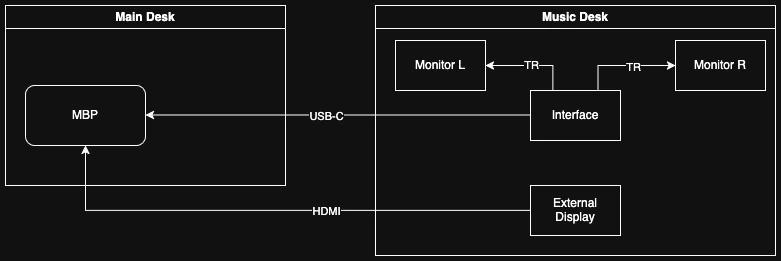 Main Desk
Music Desk
Monitor L
TR
TR
Monitor R
MBP
USB-C
Interface
HDMI
External
Display